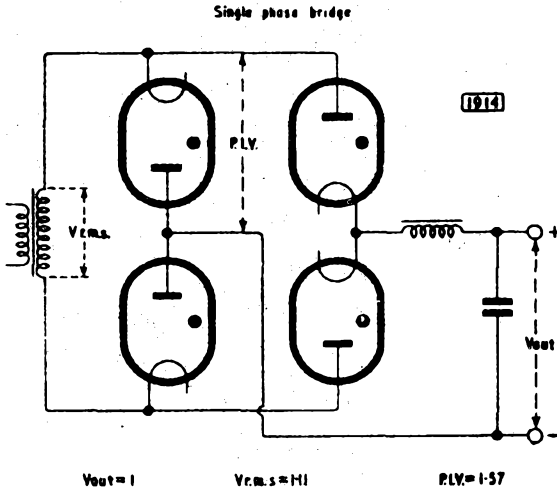 Single phase bridge
1914
P.I.V.
V r.m.s.
+
Vout
-
Vout = 1
Vr.m.s = 1·11
P.I.V. = 1·57